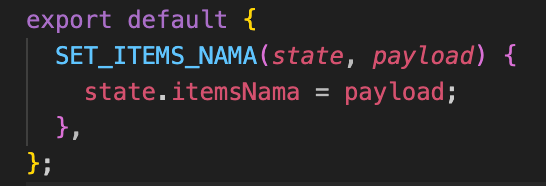 export default {
SET_ITEMS_NAMA(state, payload) {
state.itemsNama = payload;
},
};